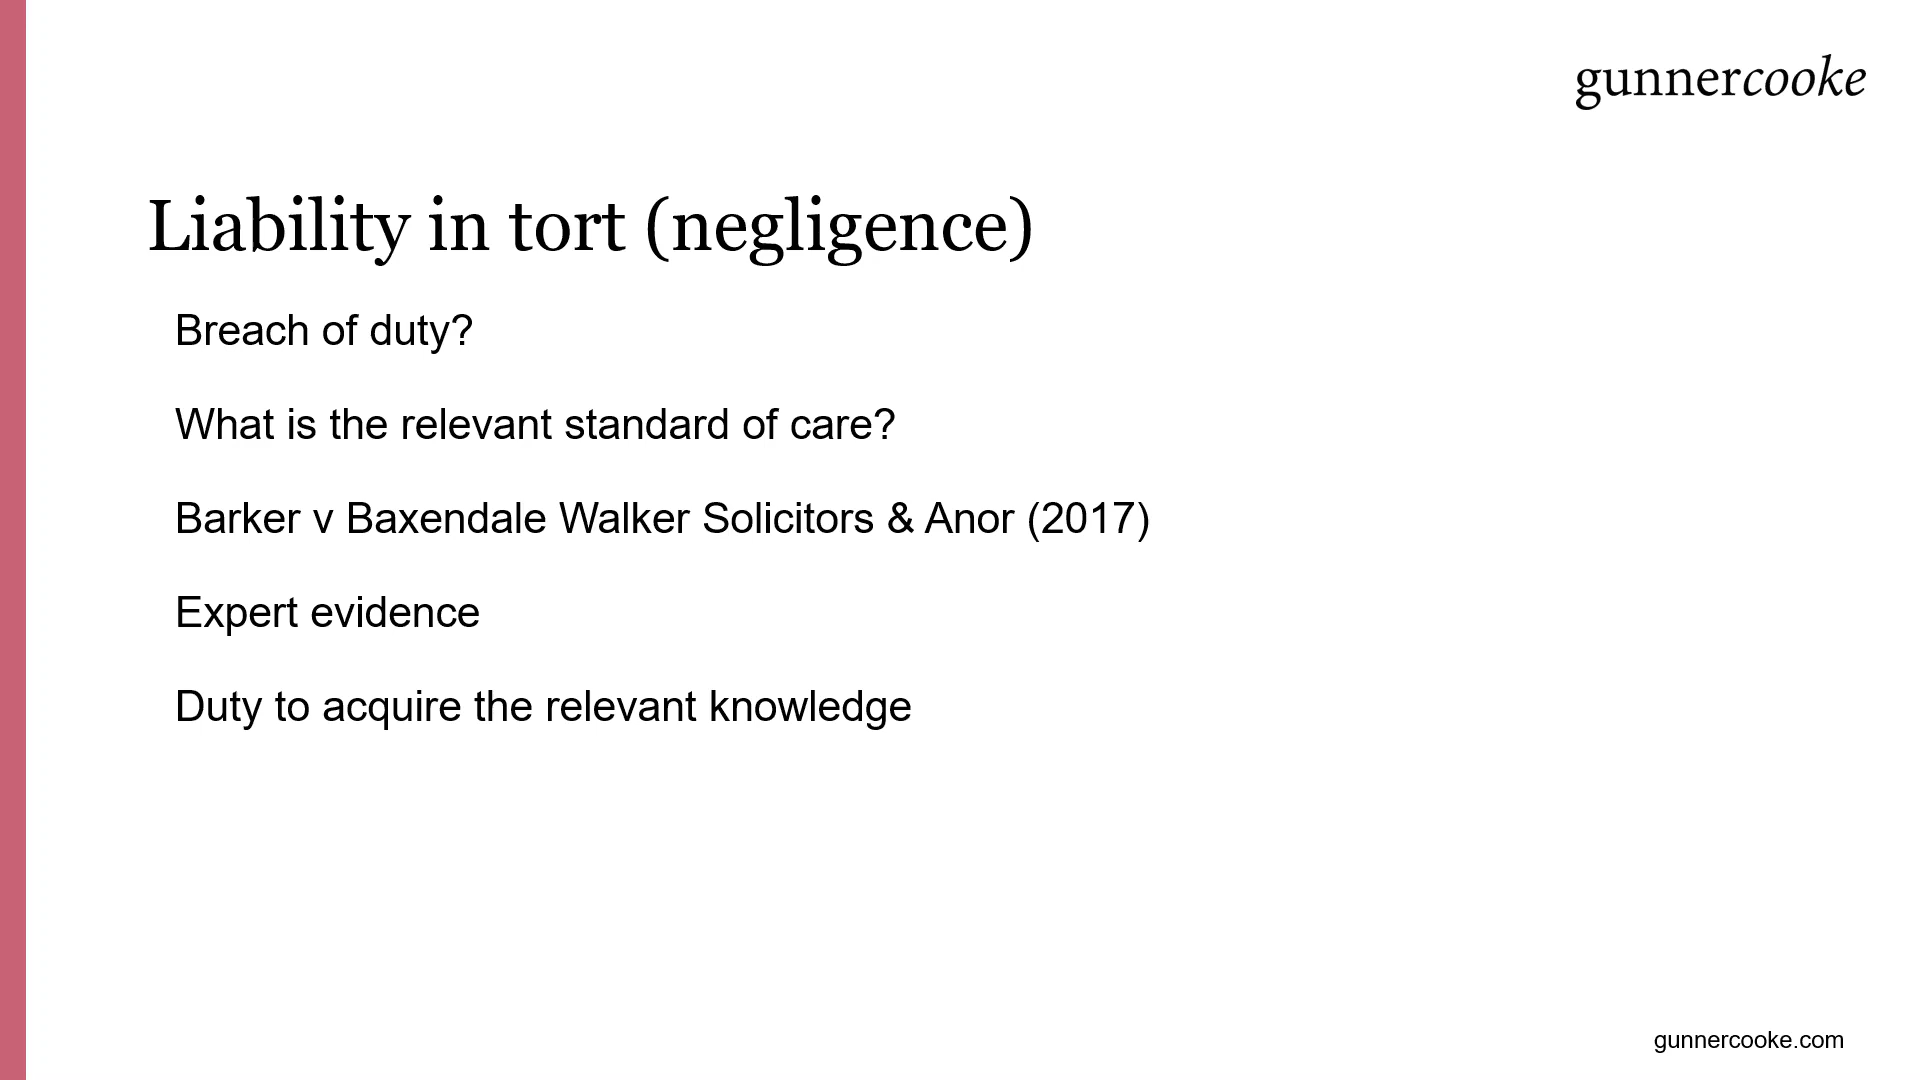 gunnercooke
Liability in tort (negligence)
Breach of duty?
What is the relevant standard of care?
Barker v Baxendale Walker Solicitors & Anor (2017)
Expert evidence
Duty to acquire the relevant knowledge
gunnercooke.com